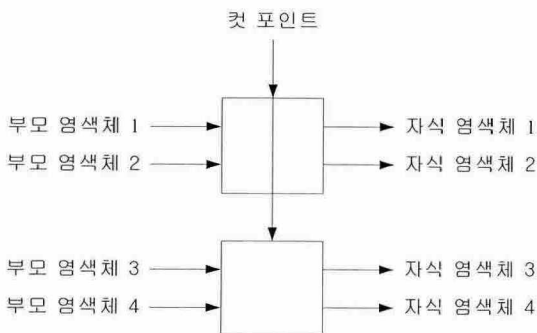 컷 포인트
부모 염색체 1
자식 염색체 1
부모 염색체 2
자식 염색체 2
부모 염색체 3
자식 염색체 3
부모 염색체 4
자식 염색체 4